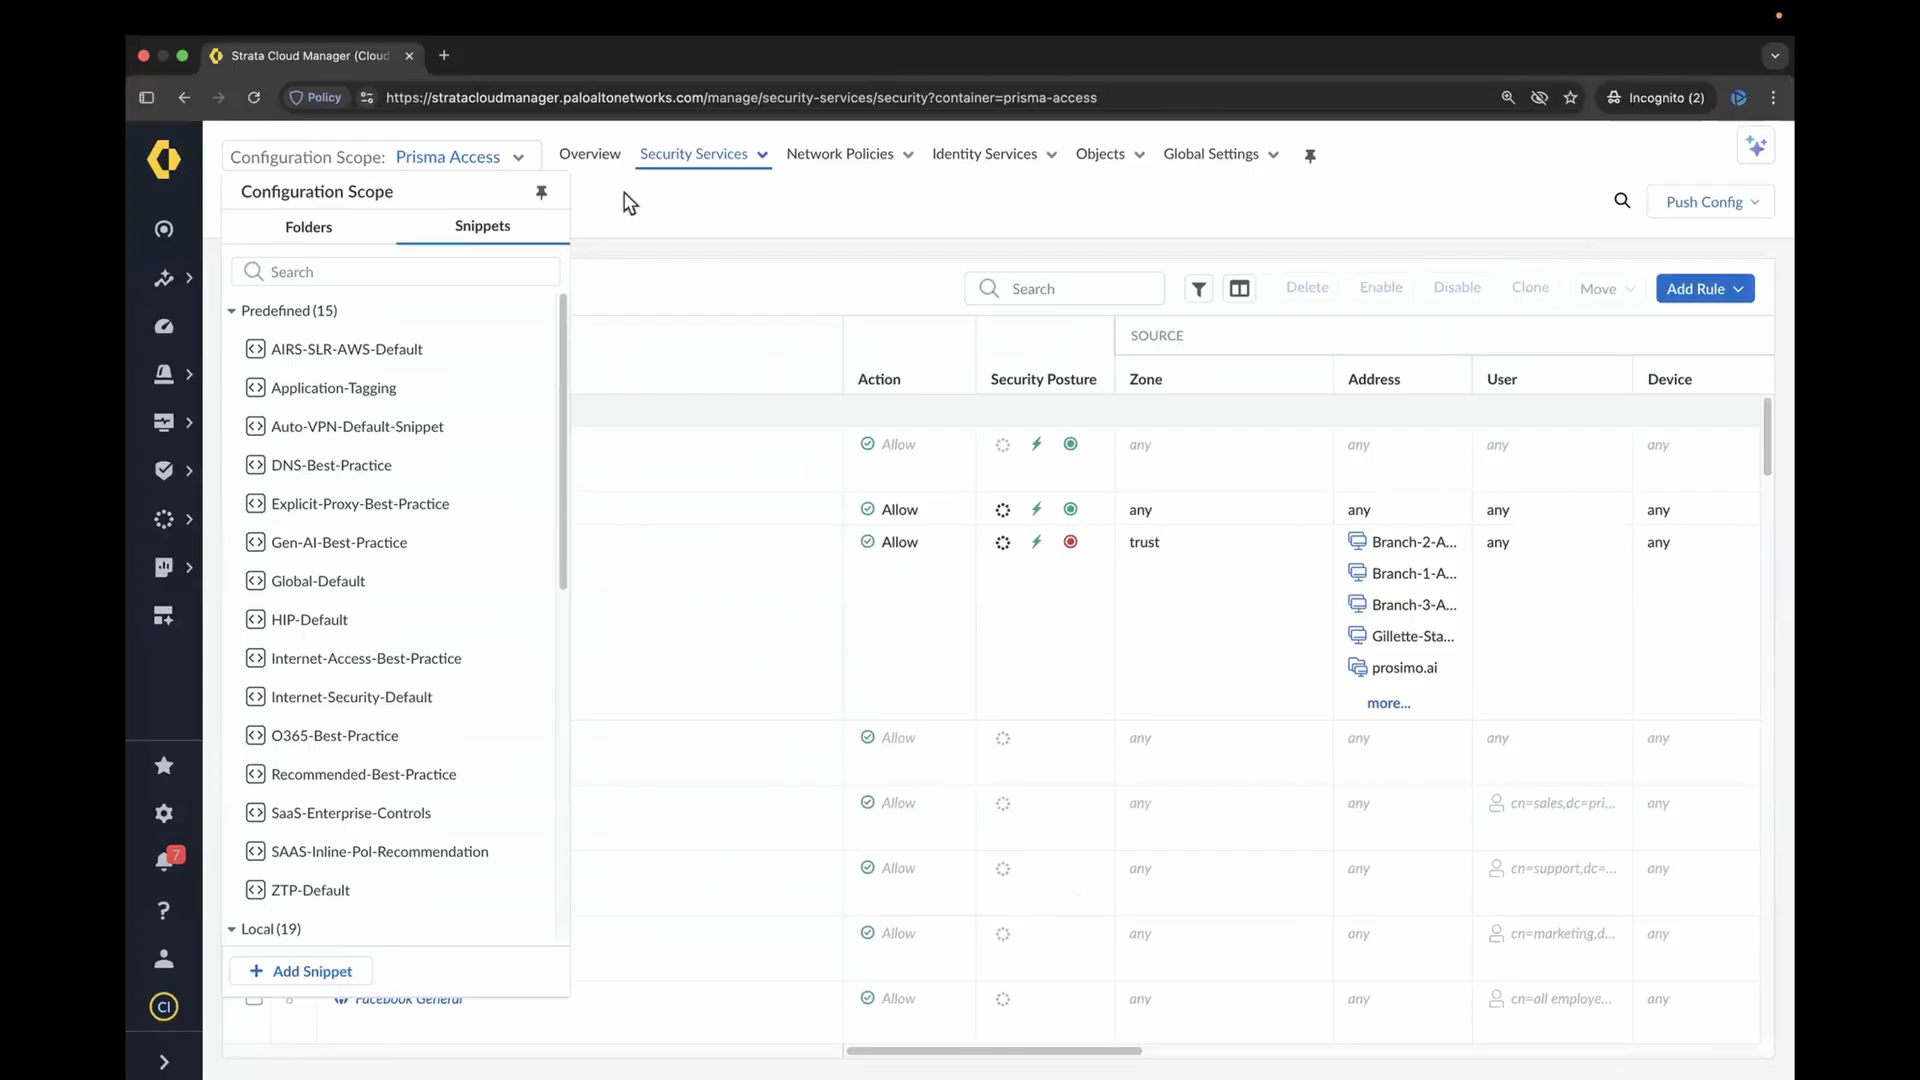 Strata Cloud Manager (Cloud
Policy
https://stratacloudmanager.paloaltonetworks.com/manage/security-services/security?container=prisma-access
Incognito (2)
Configuration Scope: Prisma Access
Overview
Security Services
Network Policies
Identity Services
Objects
Global Settings
Push Config
Configuration Scope
Folders
Snippets
Search
Predefined (15)
AIRS-SLR-AWS-Default
Application-Tagging
Auto-VPN-Default-Snippet
DNS-Best-Practice
Explicit-Proxy-Best-Practice
Gen-AI-Best-Practice
Global-Default
HIP-Default
Internet-Access-Best-Practice
Internet-Security-Default
O365-Best-Practice
Recommended-Best-Practice
SaaS-Enterprise-Controls
SAAS-Inline-Pol-Recommendation
ZTP-Default
Local (19)
Add Snippet
7
CI
Search
Delete
Enable
Disable
Clone
Move
Add Rule
SOURCE
Action
Security Posture
Zone
Address
User
Device
Allow any any any any
Allow any any any any
Allow trust Branch-2-A... any any
Branch-1-A...
Branch-3-A...
Gillette-Sta...
prosimo.ai
more...
Allow any any any any
Allow any any cn=sales,dc=pri... any
Allow any any cn=support,dc=... any
Allow any any cn=marketing,d... any
Facebook General Allow any any cn=all employe... any